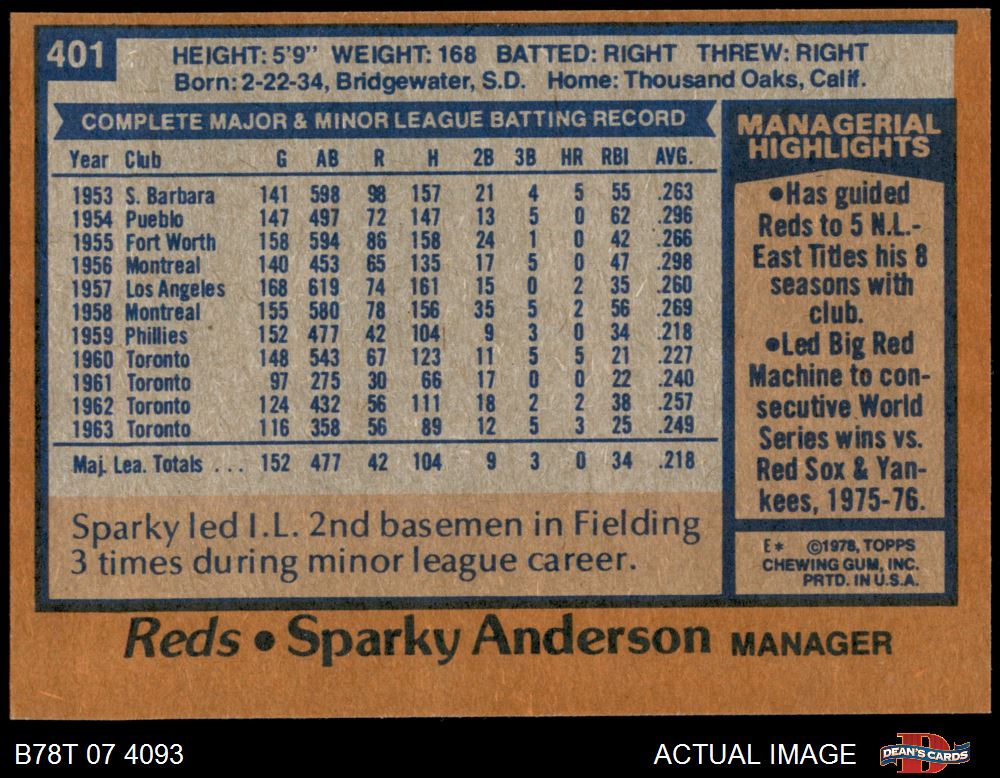 401
HEIGHT: 5'9" WEIGHT: 168 BATTED: RIGHT THREW: RIGHT
Born: 2-22-34, Bridgewater, S.D. Home: Thousand Oaks, Calif.
COMPLETE MAJOR & MINOR LEAGUE BATTING RECORD
Year Club G AB R H 2B 3B HR RBI AVG.
1953 S. Barbara 141 598 98 157 21 4 5 55 .263
1954 Pueblo 147 497 72 147 13 5 0 62 .296
1955 Fort Worth 158 594 86 158 24 1 0 42 .266
1956 Montreal 140 453 65 135 17 5 0 47 .298
1957 Los Angeles 168 619 74 161 15 0 2 35 .260
1958 Montreal 155 580 78 156 35 5 2 56 .269
1959 Phillies 152 477 42 104 9 3 0 34 .218
1960 Toronto 148 543 67 123 11 5 5 21 .227
1961 Toronto 97 275 30 66 17 0 0 22 .240
1962 Toronto 124 432 56 111 18 2 2 38 .257
1963 Toronto 116 358 56 89 12 5 3 25 .249
Maj. Lea. Totals ... 152 477 42 104 9 3 0 34 .218
Sparky led I.L. 2nd basemen in Fielding
3 times during minor league career.
MANAGERIAL
HIGHLIGHTS
●Has guided
Reds to 5 N.L.-
East Titles his 8
seasons with
club.
●Led Big Red
Machine to con-
secutive World
Series wins vs.
Red Sox & Yan-
kees, 1975-76.
E* ©1978, TOPPS
CHEWING GUM, INC.
PRTD. IN U.S.A.
Reds • Sparky Anderson MANAGER
B78T 07 4093
ACTUAL IMAGE
DEAN'S CARDS